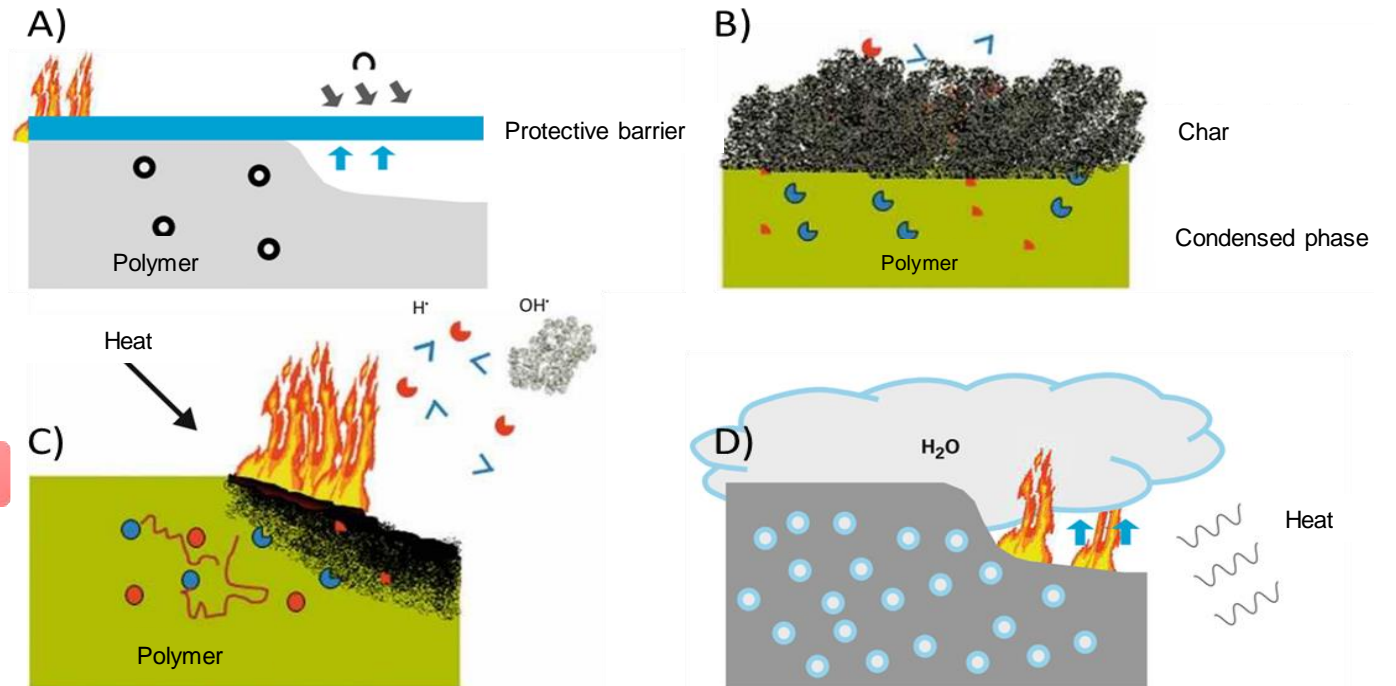 A)
Protective barrier
Polymer
B)
Char
Condensed phase
Polymer
Heat
H•
OH•
C)
Polymer
D)
H₂O
Heat